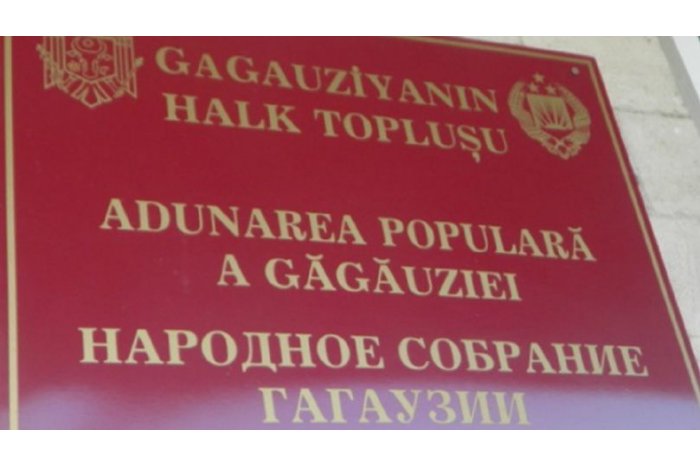 GAGAUZİYANIN
HALK TOPLUŞU
ADUNAREA POPULARĂ
A GĂGĂUZIEI
НАРОДНОЕ СОБРАНИЕ
ГАГАУЗИИ